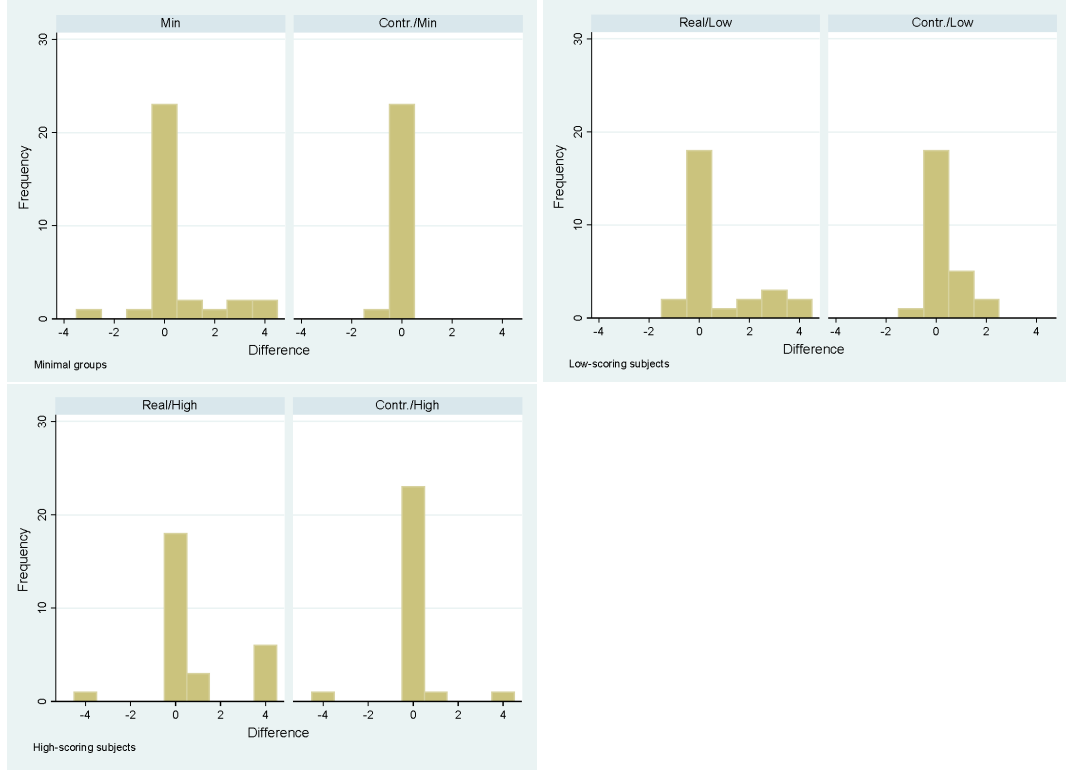 Min Contr./Min
Frequency
30
20
10
0
-4 -2 0 2 4 -4 -2 0 2 4
Difference
Minimal groups
Real/Low Contr./Low
Frequency
30
20
10
0
-4 -2 0 2 4 -4 -2 0 2 4
Difference
Low-scoring subjects
Real/High Contr./High
Frequency
30
20
10
0
-4 -2 0 2 4 -4 -2 0 2 4
Difference
High-scoring subjects